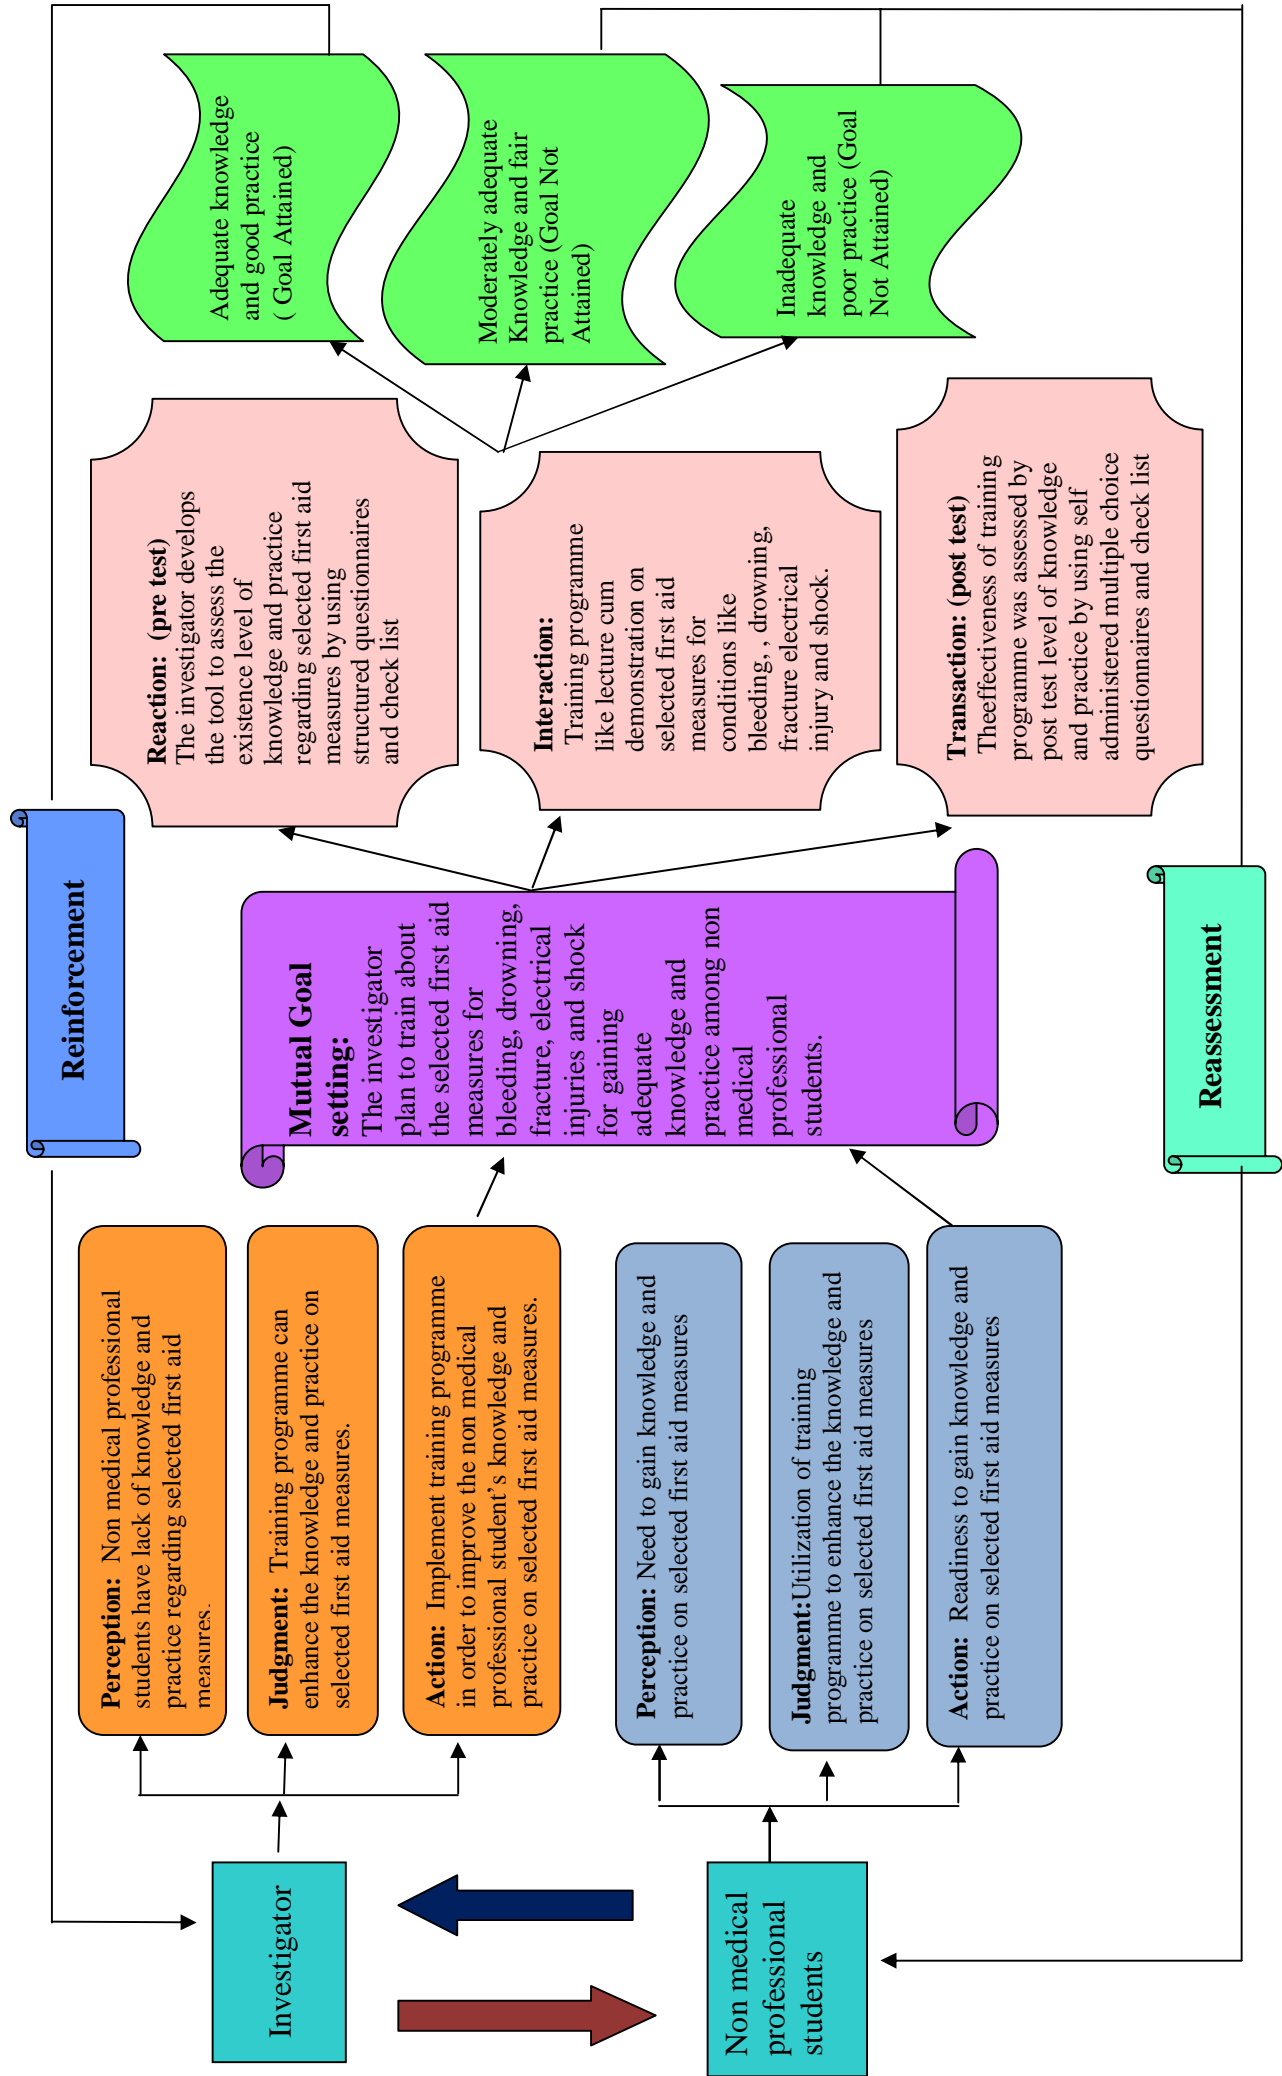 Reinforcement
Investigator
Perception: Non medical professional
students have lack of knowledge and
practice regarding selected first aid
measures.
Judgment: Training programme can
enhance the knowledge and practice on
selected first aid measures.
Action: Implement training programme
in order to improve the non medical
professional student's knowledge and
practice on selected first aid measures.
Non medical
professional
students
Perception: Need to gain knowledge and
practice on selected first aid measures
Judgment:Utilization of training
programme to enhance the knowledge and
practice on selected first aid measures
Action: Readiness to gain knowledge and
practice on selected first aid measures
Mutual Goal
setting:
The investigator
plan to train about
the selected first aid
measures for
bleeding, drowning,
fracture, electrical
injuries and shock
for gaining
adequate
knowledge and
practice among non
medical
professional
students.
Reaction: (pre test)
The investigator develops
the tool to assess the
existence level of
knowledge and practice
regarding selected first aid
measures by using
structured questionnaires
and check list
Interaction:
Training programme
like lecture cum
demonstration on
selected first aid
measures for
conditions like
bleeding, , drowning,
fracture electrical
injury and shock.
Transaction: (post test)
Theeffectiveness of training
programme was assessed by
post test level of knowledge
and practice by using self
administered multiple choice
questionnaires and check list
Adequate knowledge
and good practice
( Goal Attained)
Moderately adequate
Knowledge and fair
practice (Goal Not
Attained)
Inadequate
knowledge and
poor practice (Goal
Not Attained)
Reassessment